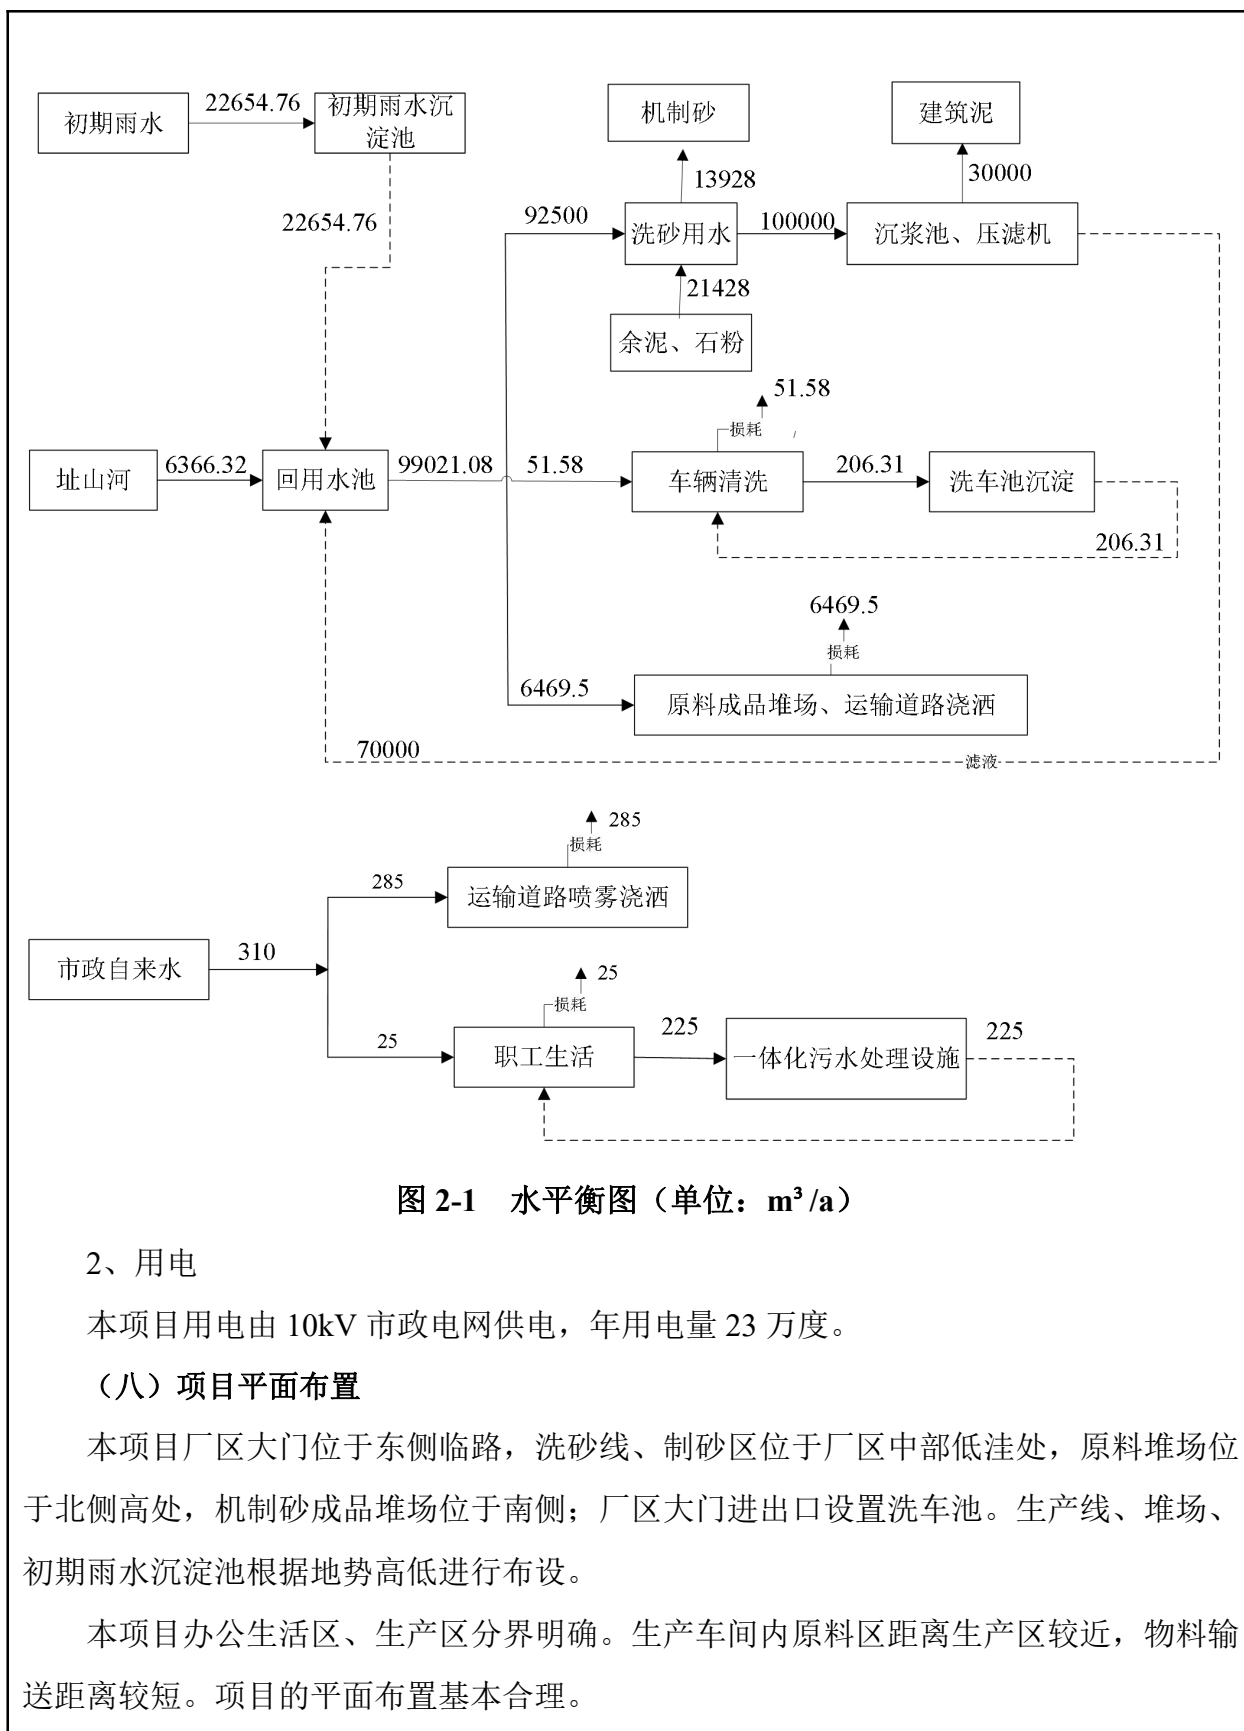 初期雨水
22654.76
初期雨水沉
淀池
机制砂
建筑泥
13928
30000
22654.76
92500
洗砂用水
100000
沉浆池、压滤机
21428
余泥、石粉
51.58
损耗
址山河
6366.32
回用水池
99021.08
51.58
车辆清洗
206.31
洗车池沉淀
206.31
6469.5
损耗
6469.5
原料成品堆场、运输道路浇洒
70000
滤液
285
损耗
285
运输道路喷雾浇洒
市政自来水
310
25
损耗
25
职工生活
225
一体化污水处理设施
225
图 2-1 水平衡图（单位：m³/a）
2、用电
本项目用电由 10kV 市政电网供电，年用电量 23 万度。
（八）项目平面布置
本项目厂区大门位于东侧临路，洗砂线、制砂区位于厂区中部低洼处，原料堆场位
于北侧高处，机制砂成品堆场位于南侧；厂区大门进出口设置洗车池。生产线、堆场、
初期雨水沉淀池根据地势高低进行布设。
本项目办公生活区、生产区分界明确。生产车间内原料区距离生产区较近，物料输
送距离较短。项目的平面布置基本合理。